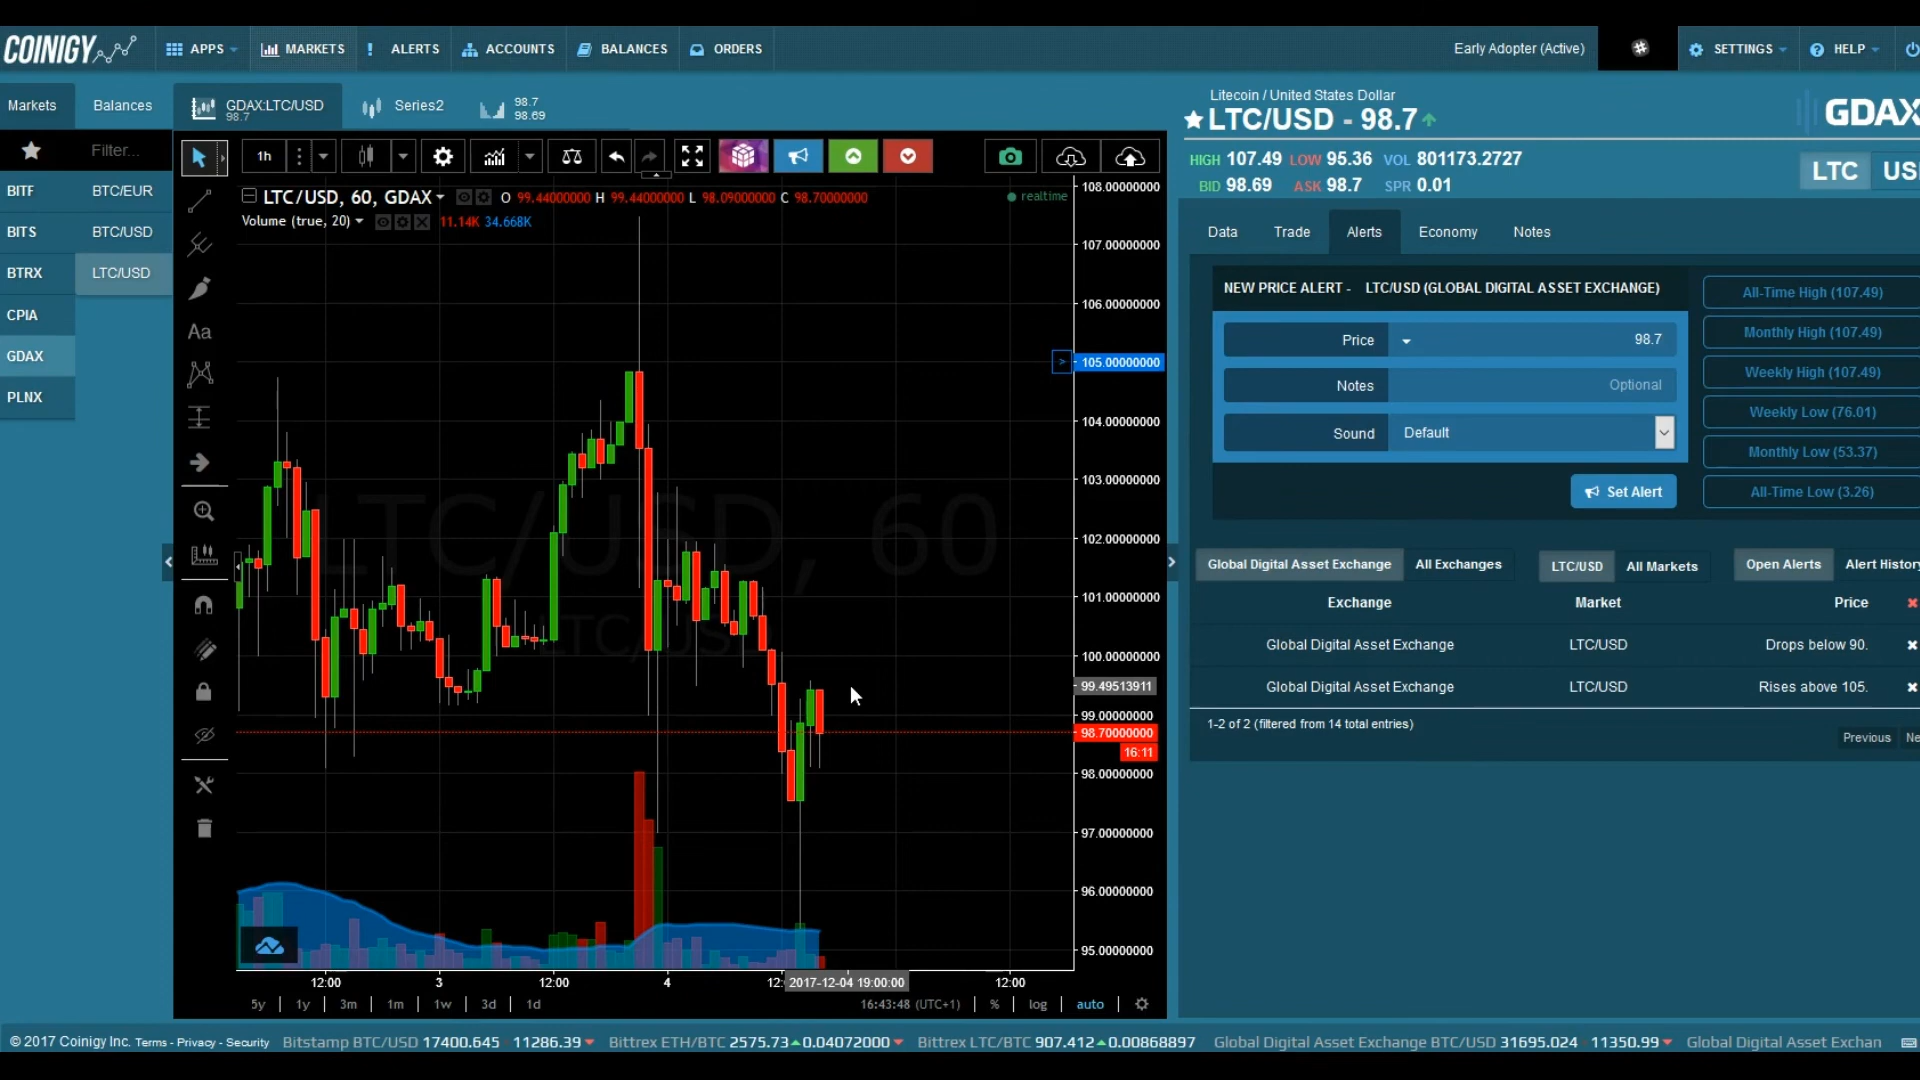 COINIGY APPS MARKETS ! ALERTS ACCOUNTS BALANCES ORDERS Early Adopter (Active) SETTINGS HELP
Markets Balances
GDAX:LTC/USD
98.7
Series2
98.7
98.69
Filter...
BITF BTC/EUR
BITS BTC/USD
BTRX LTC/USD
CPIA
GDAX
PLNX
1h
LTC/USD, 60, GDAX O 99.44000000 H 99.44000000 L 98.09000000 C 98.70000000 realtime
Volume (true, 20) 11.14K 34.668K
Aa
LTC/USD, 60
LTC/USD
108.00000000
107.00000000
106.00000000
> 105.00000000
104.00000000
103.00000000
102.00000000
101.00000000
100.00000000
99.49513911
99.00000000
98.70000000
16:11
98.00000000
97.00000000
96.00000000
95.00000000
12:00 3 12:00 4 12: 2017-12-04 19:00:00 12:00
5y | 1y | 3m | 1m | 1w | 3d | 1d 16:43:48 (UTC+1) | % | log | auto
Litecoin / United States Dollar
LTC/USD - 98.7
GDAX
HIGH 107.49 LOW 95.36 VOL 801173.2727
BID 98.69 ASK 98.7 SPR 0.01
LTC US
Data Trade Alerts Economy Notes
NEW PRICE ALERT - LTC/USD (GLOBAL DIGITAL ASSET EXCHANGE)
Price 98.7
Notes Optional
Sound Default
Set Alert
All-Time High (107.49)
Monthly High (107.49)
Weekly High (107.49)
Weekly Low (76.01)
Monthly Low (53.37)
All-Time Low (3.26)
Global Digital Asset Exchange All Exchanges LTC/USD All Markets Open Alerts Alert History
Exchange Market Price
Global Digital Asset Exchange LTC/USD Drops below 90.
Global Digital Asset Exchange LTC/USD Rises above 105.
1-2 of 2 (filtered from 14 total entries)
Previous Ne
© 2017 Coinigy Inc. Terms - Privacy - Security Bitstamp BTC/USD 17400.645 11286.39 Bittrex ETH/BTC 2575.73 0.04072000 Bittrex LTC/BTC 907.412 0.00868897 Global Digital Asset Exchange BTC/USD 31695.024 11350.99 Global Digital Asset Exchan